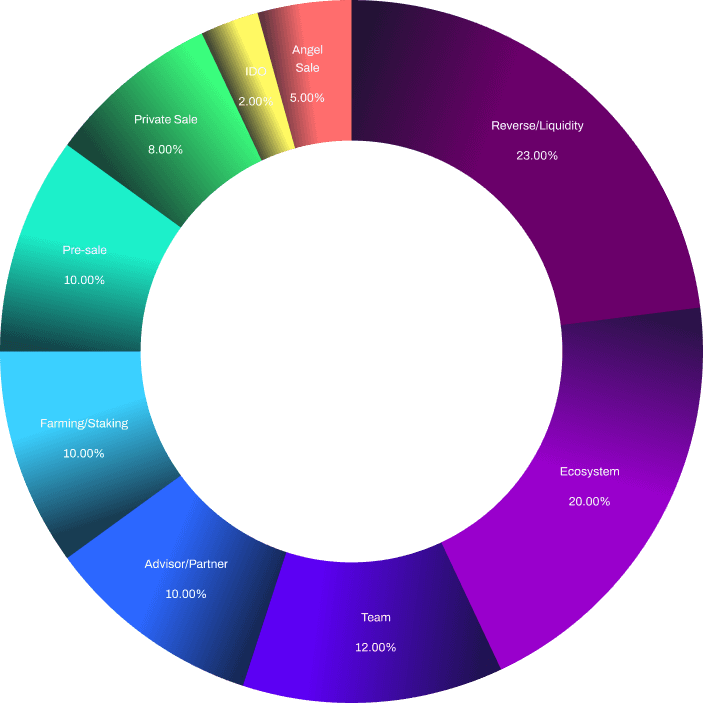 Angel
Sale
5.00%
Reverse/Liquidity
23.00%
Ecosystem
20.00%
Team
12.00%
Advisor/Partner
10.00%
Farming/Staking
10.00%
Pre-sale
10.00%
Private Sale
8.00%
2.00%